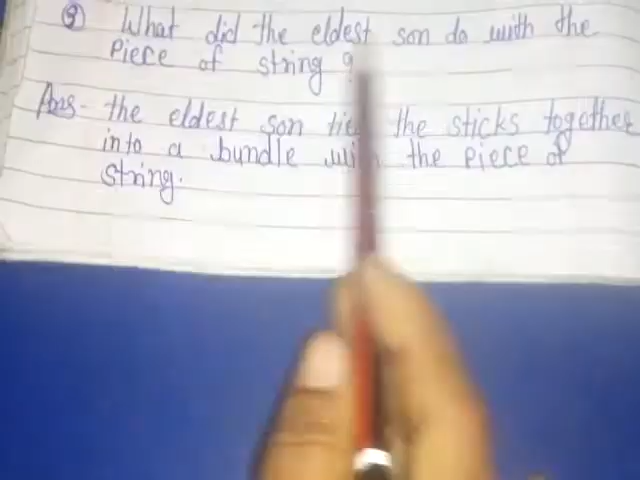 What did the eldest son do with the
Piece of string ?
Ans- the eldest son the sticks together
into a bundle the piece of
string.